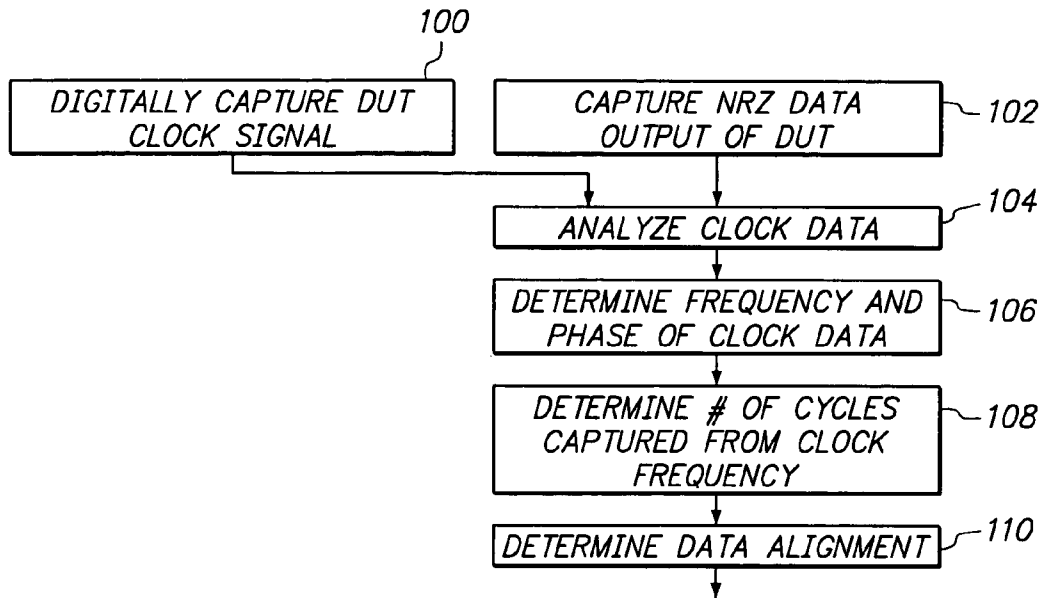 100
DIGITALLY CAPTURE DUT
CLOCK SIGNAL
CAPTURE NRZ DATA
OUTPUT OF DUT
102
ANALYZE CLOCK DATA
104
DETERMINE FREQUENCY AND
PHASE OF CLOCK DATA
106
DETERMINE # OF CYCLES
CAPTURED FROM CLOCK
FREQUENCY
108
DETERMINE DATA ALIGNMENT
110